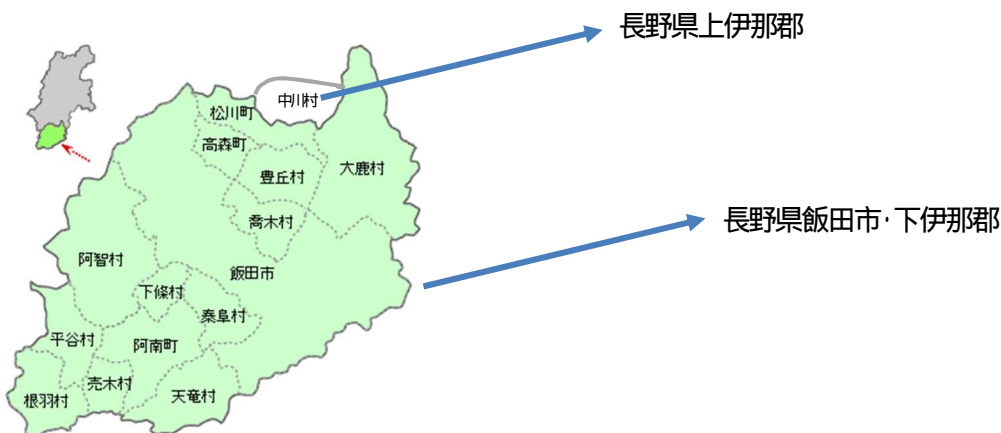 長野県上伊那郡
中川村
松川町
高森町
大鹿村
豊丘村
長野県飯田市・下伊那郡
喬木村
阿智村
飯田市
下條村
泰阜村
平谷村
阿南町
売木村
天竜村
根羽村